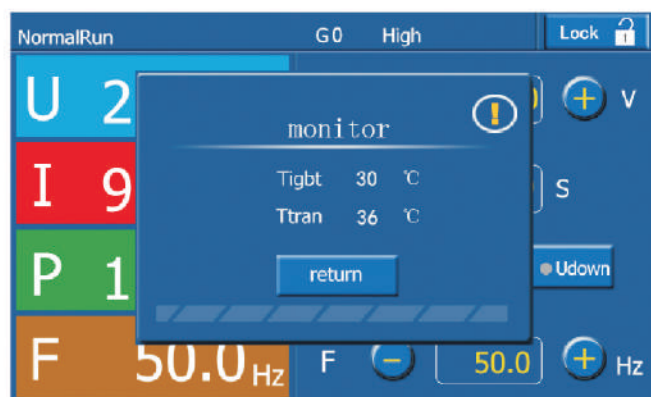 NormalRun G0 High Lock
U 2 V
monitor
Tigbt 30 ℃
I 9 S
Ttran 36 ℃
P 1 return Udown
F 50.0 Hz F 50.0 Hz